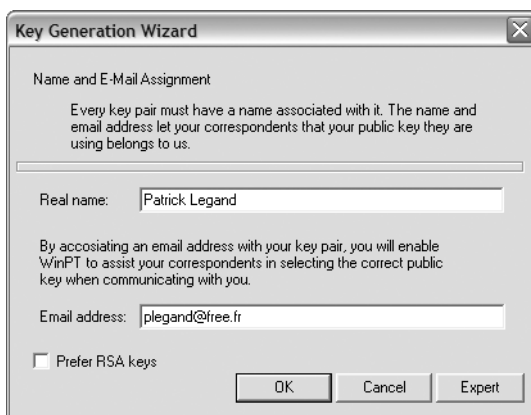 Key Generation Wizard
Name and E-Mail Assignment
Every key pair must have a name associated with it. The name and
email address let your correspondents that your public key they are
using belongs to us.
Real name: Patrick Legand
By accosiating an email address with your key pair, you will enable
WinPT to assist your correspondents in selecting the correct public
key when communicating with you.
Email address: plegand@free.fr
Prefer RSA keys
OK Cancel Expert